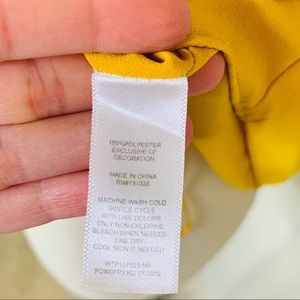 100%POLYESTER
EXCLUSIVE OF
DECORATION
MADE IN CHINA
RN#131335
MACHINE WASH COLD
GENTLE CYCLE
WITH LIKE COLORS
ONLY NON-CHLORINE
BLEACH WHEN NEEDED
LINE DRY
COOL IRON IF NEEDED